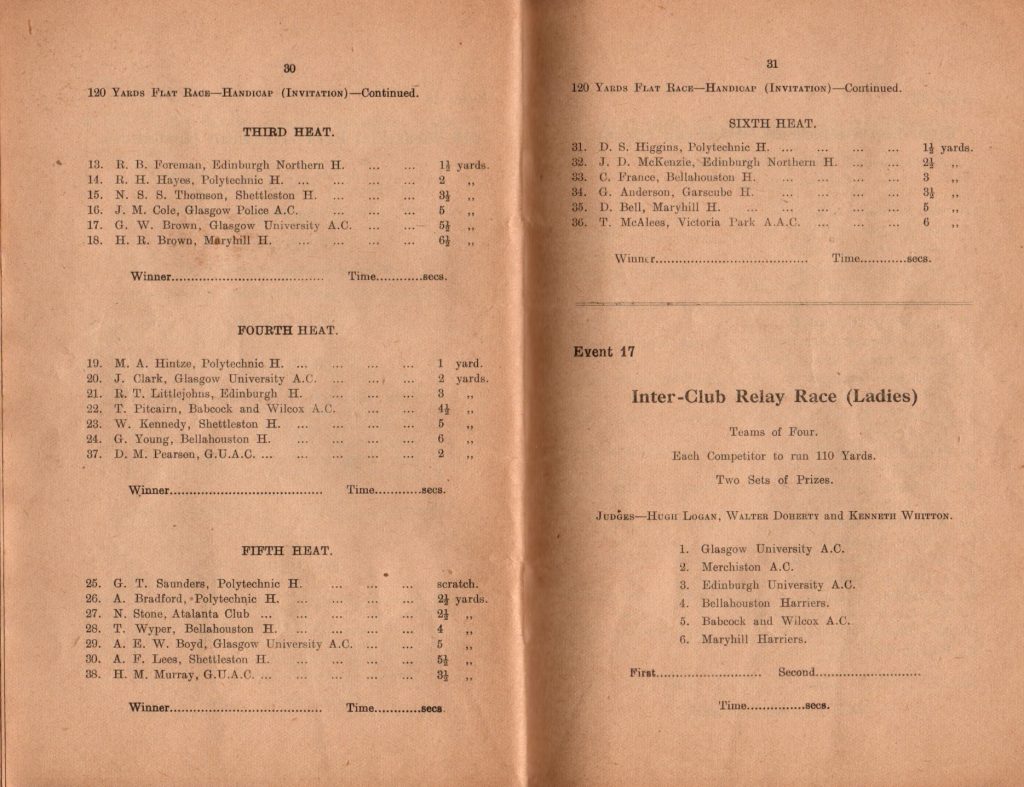 30
120 Yards Flat Race—Handicap (Invitation)—Continued.
THIRD HEAT.
13. R. B. Foreman, Edinburgh Northern H. ... ... 1½ yards.
14. R. H. Hayes, Polytechnic H. ... ... ... ... 2 ,,
15. N. S. S. Thomson, Shettleston H. ... ... ... 3½ ,,
16. J. M. Cole, Glasgow Police A.C. ... ... ... 5 ,,
17. G. W. Brown, Glasgow University A.C. ... ... 5½ ,,
18. H. R. Brown, Maryhill H. ... ... ... ... 6½ ,,
Winner.................................... Time...........secs.
FOURTH HEAT.
19. M. A. Hintze, Polytechnic H. ... ... ... ... 1 yard.
20. J. Clark, Glasgow University A.C. ... ... ... 2 yards.
21. R. T. Littlejohns, Edinburgh H. ... ... ... 3 ,,
22. T. Pitcairn, Babcock and Wilcox A.C. ... ... 4½ ,,
23. W. Kennedy, Shettleston H. ... ... ... ... 5 ,,
24. G. Young, Bellahouston H. ... ... ... ... 6 ,,
37. D. M. Pearson, G.U.A.C. ... ... ... ... ... 2 ,,
Winner.................................... Time...........secs.
FIFTH HEAT.
25. G. T. Saunders, Polytechnic H. ... ... ... scratch.
26. A. Bradford, Polytechnic H. ... ... ... ... 2½ yards.
27. N. Stone, Atalanta Club ... ... ... ... ... 2½ ,,
28. T. Wyper, Bellahouston H. ... ... ... ... 4 ,,
29. A. E. W. Boyd, Glasgow University A.C. ... ... 5 ,,
30. A. F. Lees, Shettleston H. ... ... ... ... 5½ ,,
38. H. M. Murray, G.U.A.C. ... ... ... ... ... 3½ ,,
Winner.................................... Time...........secs.
31
120 Yards Flat Race—Handicap (Invitation)—Continued.
SIXTH HEAT.
31. D. S. Higgins, Polytechnic H. ... ... ... ... 1½ yards.
32. J. D. McKenzie, Edinburgh Northern H. ... ... 2½ ,,
33. C. France, Bellahouston H. ... ... ... ... 3 ,,
34. G. Anderson, Garscube H. ... ... ... ... 3½ ,,
35. D. Bell, Maryhill H. ... ... ... ... ... 5 ,,
36. T. McAlees, Victoria Park A.A.C. ... ... ... 6 ,,
Winner.................................... Time...........secs.
Event 17
Inter-Club Relay Race (Ladies)
Teams of Four.
Each Competitor to run 110 Yards.
Two Sets of Prizes.
Judges—Hugh Logan, Walter Doherty and Kenneth Whitton.
1. Glasgow University A.C.
2. Merchiston A.C.
3. Edinburgh University A.C.
4. Bellahouston Harriers.
5. Babcock and Wilcox A.C.
6. Maryhill Harriers.
First......................... Second.........................
Time..............secs.